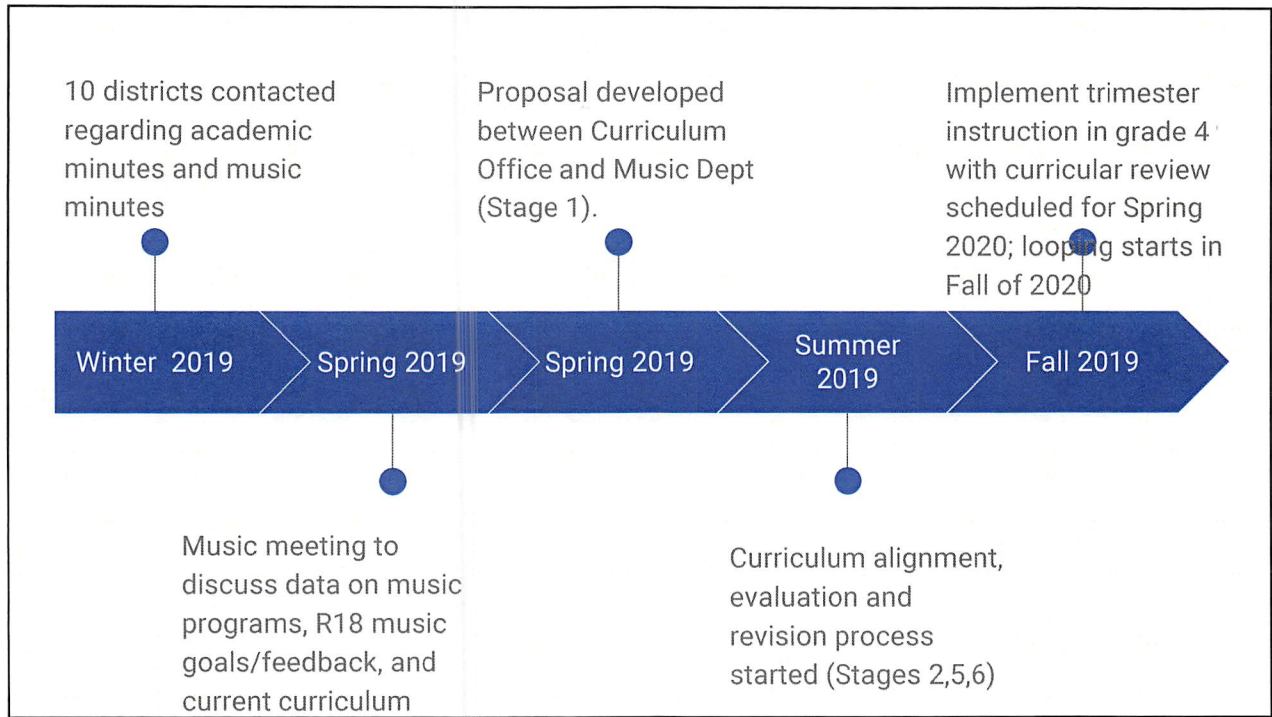 10 districts contacted
regarding academic
minutes and music
minutes
Proposal developed
between Curriculum
Office and Music Dept
(Stage 1).
Implement trimester
instruction in grade 4
with curricular review
scheduled for Spring
2020; looping starts in
Fall of 2020
Winter 2019
Spring 2019
Spring 2019
Summer
2019
Fall 2019
Music meeting to
discuss data on music
programs, R18 music
goals/feedback, and
current curriculum
Curriculum alignment,
evaluation and
revision process
started (Stages 2,5,6)